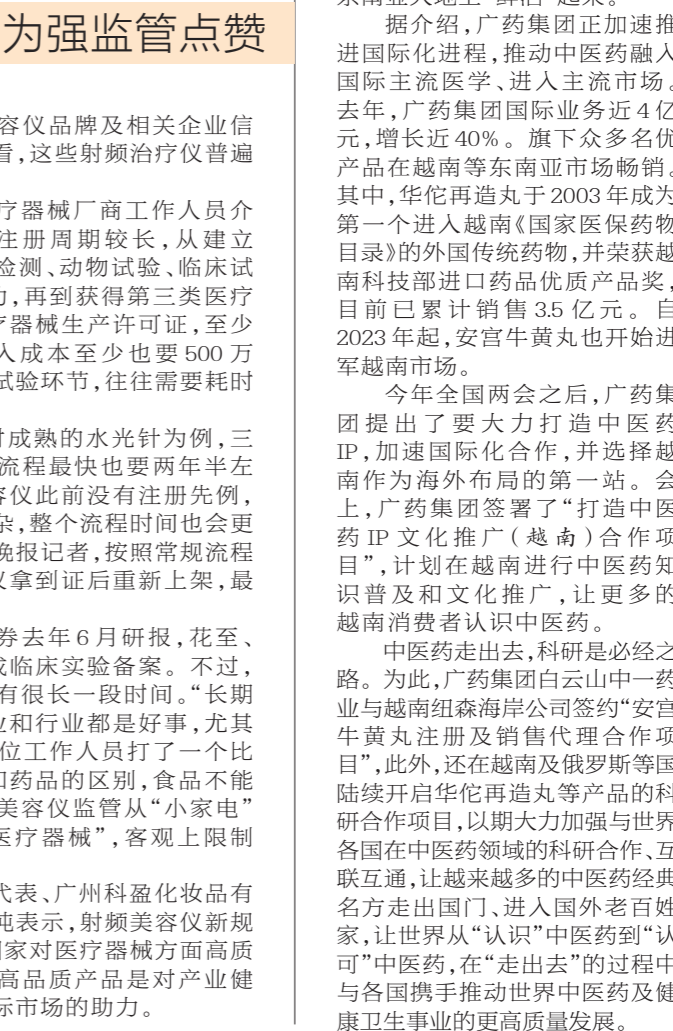 为强监管点赞
容仪品牌及相关企业信
看,这些射频治疗仪普遍
疗器械厂商工作人员介
注册周期较长,从建立
检测、动物试验、临床试
,再到获得第三类医疗
疗器械生产许可证,至少
入成本至少也要500万
试验环节,往往需要耗时
成熟的水光针为例,三
流程最快也要两年半左
容仪此前没有注册先例,
杂,整个流程时间也会更
晚报记者,按照常规流程
仪拿到证后重新上架,最
券去年6月研报,花至、
成临床实验备案。不过,
有很长一段时间。“长期
业和行业都是好事,尤其
位工作人员打了一个比
和药品的区别,食品不能
美容仪监管从“小家电”
医疗器械”,客观上限制
代表、广州科盈化妆品有
纯表示,射频美容仪新规
国家对医疗器械方面高质
高品质产品是对产业健
际市场的助力。
据介绍,广药集团正加速推
进国际化进程,推动中医药融入
国际主流医学、进入主流市场。
去年,广药集团国际业务近4亿
元,增长近40%。旗下众多名优
产品在越南等东南亚市场畅销。
其中,华佗再造丸于2003年成为
第一个进入越南《国家医保药物
目录》的外国传统药物,并荣获越
南科技部进口药品优质产品奖,
目前已累计销售3.5亿元。自
2023年起,安宫牛黄丸也开始进
军越南市场。
今年全国两会之后,广药集
团提出了要大力打造中医药
IP,加速国际化合作,并选择越
南作为海外布局的第一站。会
上,广药集团签署了“打造中医
药IP文化推广(越南)合作项
目”,计划在越南进行中医药知
识普及和文化推广,让更多的
越南消费者认识中医药。
中医药走出去,科研是必经之
路。为此,广药集团白云山中一药
业与越南纽森海岸公司签约“安宫
牛黄丸注册及销售代理合作项
目”,此外,还在越南及俄罗斯等国
陆续开启华佗再造丸等产品的科
研合作项目,以期大力加强与世界
各国在中医药领域的科研合作、互
联互通,让越来越多的中医药经典
名方走出国门、进入国外老百姓
家,让世界从“认识”中医药到“认
可”中医药,在“走出去”的过程中
与各国携手推动世界中医药及健
康卫生事业的更高质量发展。